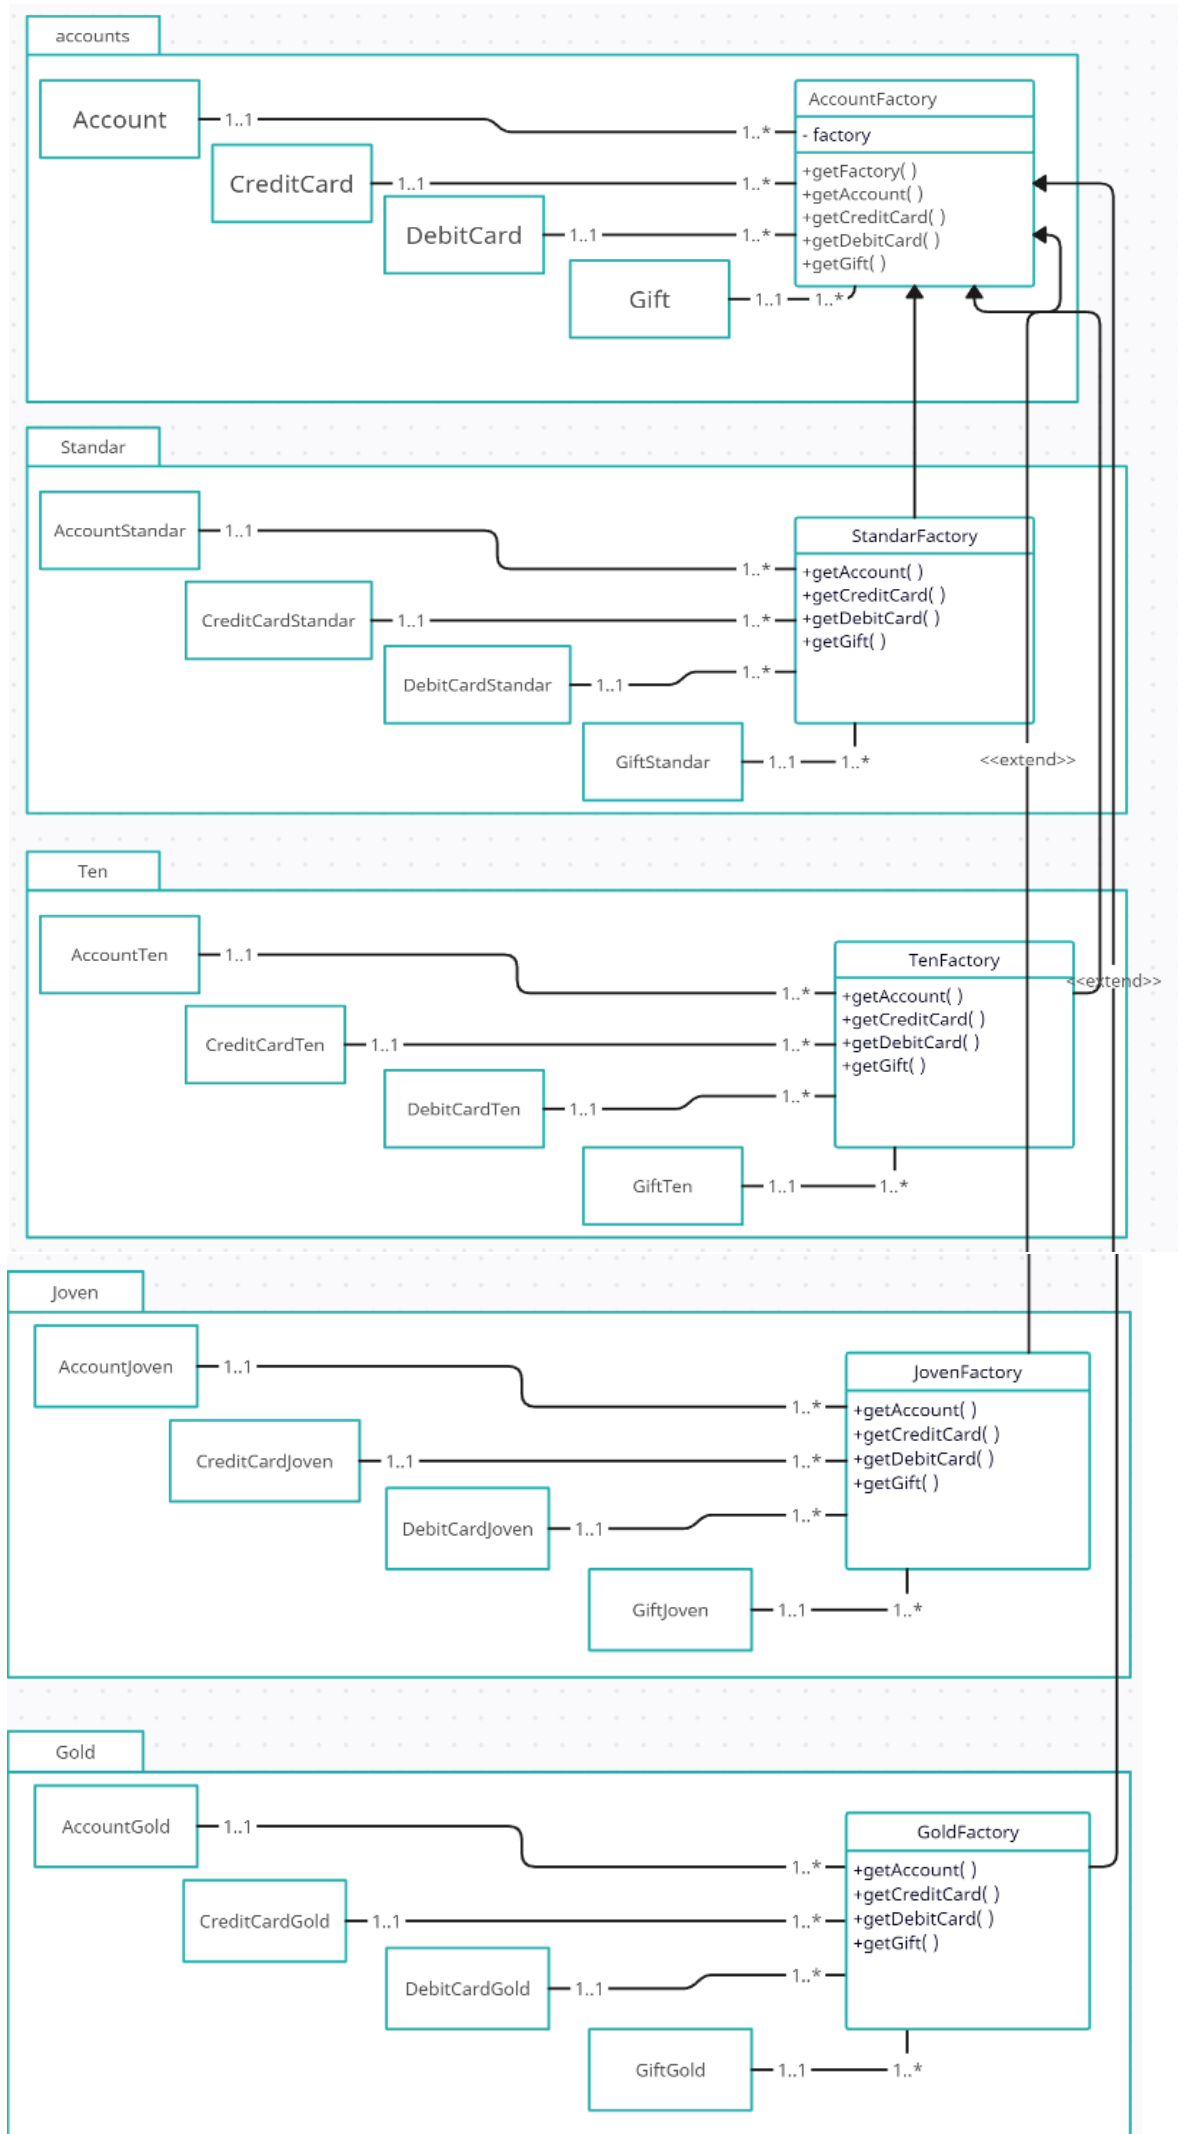 accounts
Account
1..1
1..*
AccountFactory
- factory
+getFactory( )
+getAccount( )
+getCreditCard( )
+getDebitCard( )
+getGift( )
CreditCard
1..1
1..*
DebitCard
1..1
1..*
Gift
1..1
1..*
Standar
AccountStandar
1..1
1..*
StandarFactory
+getAccount( )
+getCreditCard( )
+getDebitCard( )
+getGift( )
CreditCardStandar
1..1
1..*
DebitCardStandar
1..1
1..*
GiftStandar
1..1
1..*
<<extend>>
Ten
AccountTen
1..1
1..*
TenFactory
+getAccount( )
+getCreditCard( )
+getDebitCard( )
+getGift( )
<<extend>>
CreditCardTen
1..1
1..*
DebitCardTen
1..1
1..*
GiftTen
1..1
1..*
Joven
AccountJoven
1..1
1..*
JovenFactory
+getAccount( )
+getCreditCard( )
+getDebitCard( )
+getGift( )
CreditCardJoven
1..1
1..*
DebitCardJoven
1..1
1..*
GiftJoven
1..1
1..*
Gold
AccountGold
1..1
1..*
GoldFactory
+getAccount( )
+getCreditCard( )
+getDebitCard( )
+getGift( )
CreditCardGold
1..1
1..*
DebitCardGold
1..1
1..*
GiftGold
1..1
1..*